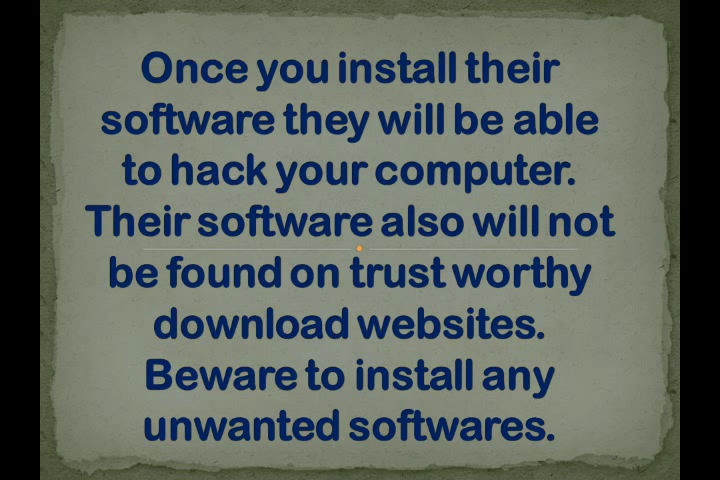 Once you install their
software they will be able
to hack your computer.
Their software also will not
be found on trust worthy
download websites.
Beware to install any
unwanted softwares.